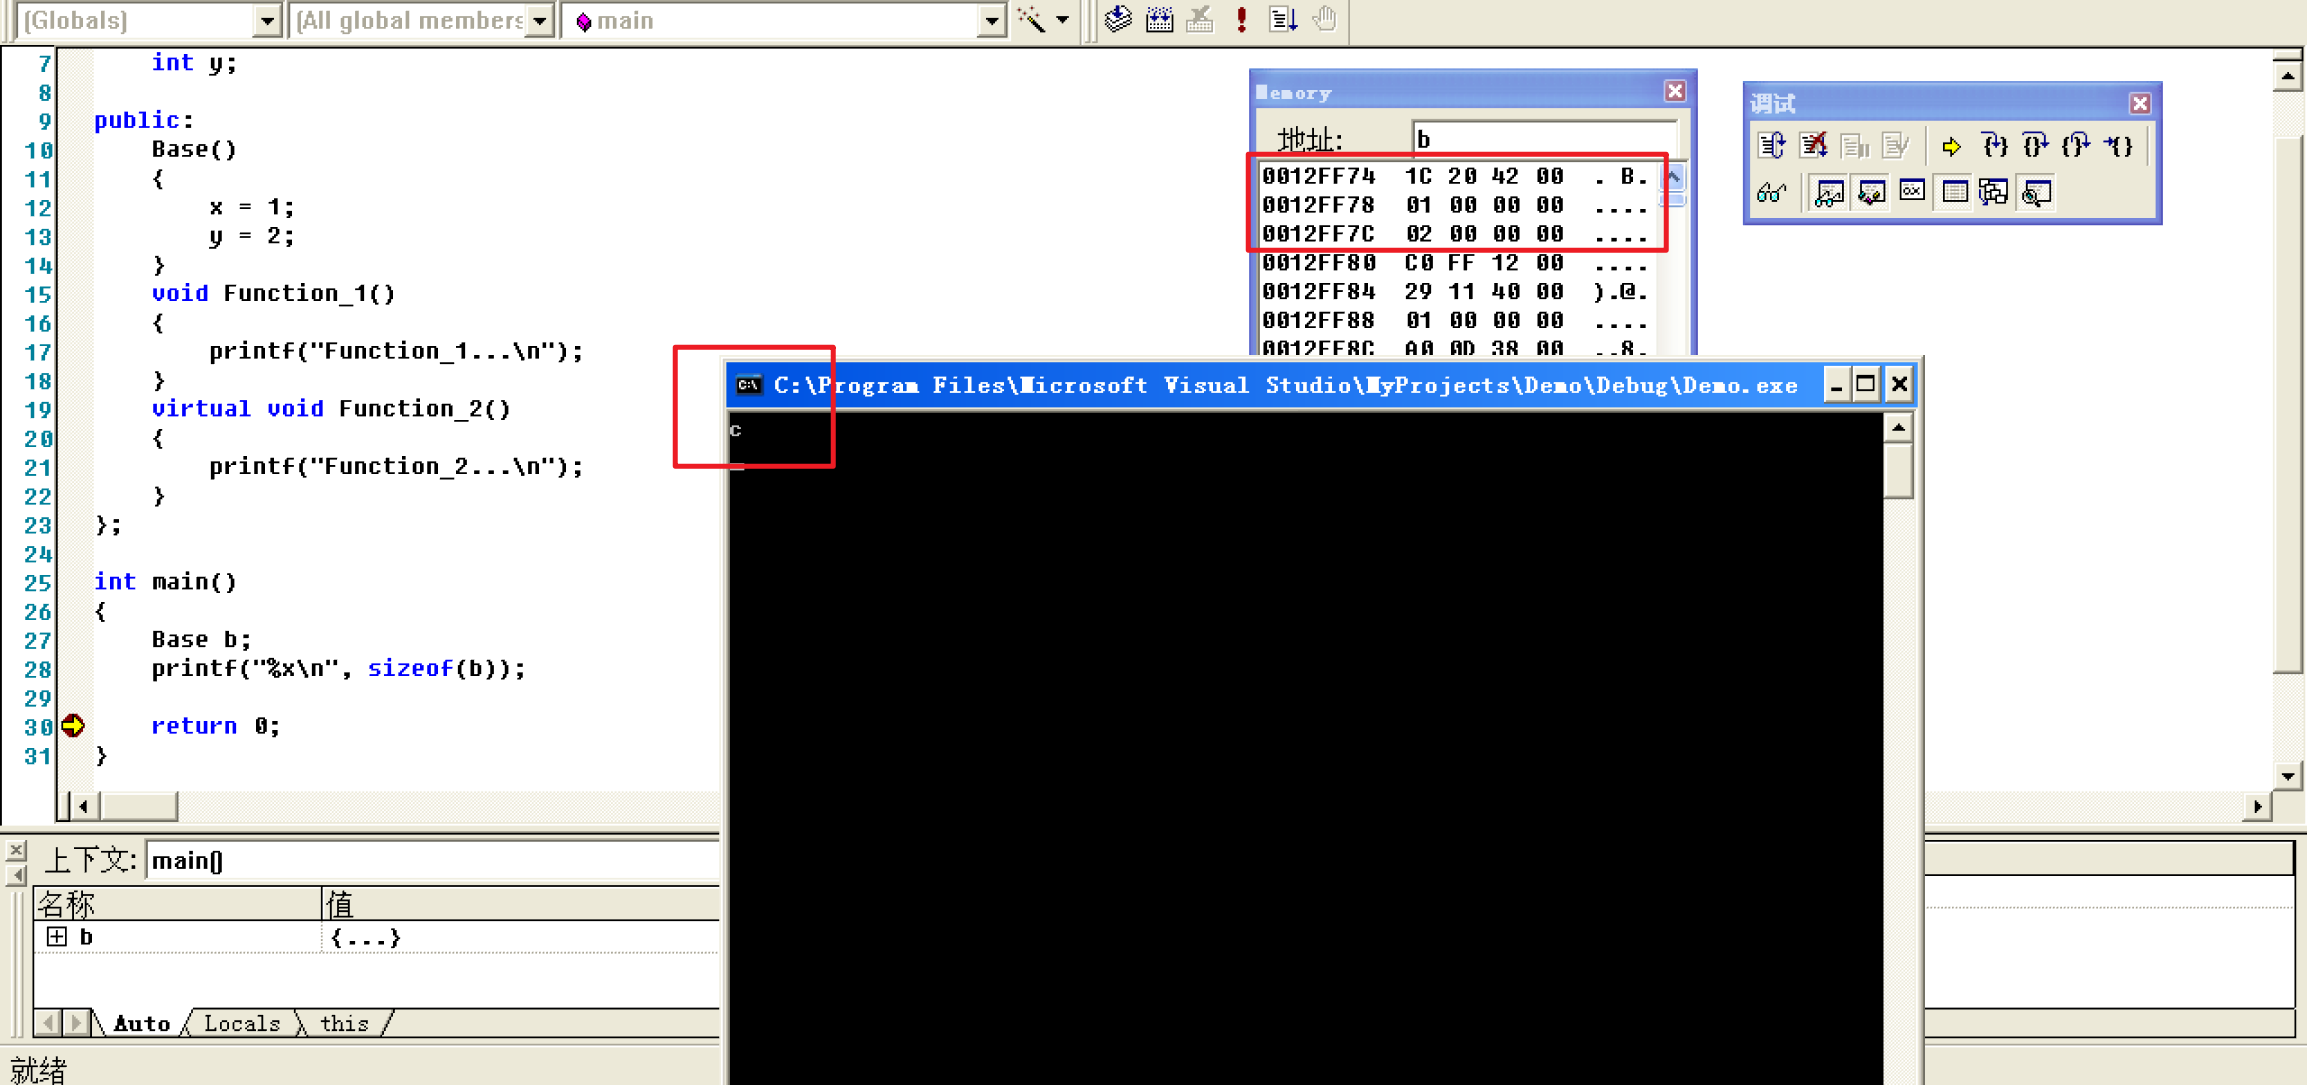 (Globals) (All global members main
7 int y;
8
9 public:
10 Base()
11 {
12 x = 1;
13 y = 2;
14 }
15 void Function_1()
16 {
17 printf("Function_1...\n");
18 }
19 virtual void Function_2()
20 {
21 printf("Function_2...\n");
22 }
23 };
24
25 int main()
26 {
27 Base b;
28 printf("%x\n", sizeof(b));
29
30 return 0;
31 }
Memory
地址: b
0012FF74 1C 20 42 00 . B.
0012FF78 01 00 00 00 ....
0012FF7C 02 00 00 00 ....
0012FF80 C0 FF 12 00 ....
0012FF84 29 11 40 00 ).@.
0012FF88 01 00 00 00 ....
0012FF8C A0 0D 38 00 ..8.
调试
C:\Program Files\Microsoft Visual Studio\MyProjects\Demo\Debug\Demo.exe
c
上下文: main()
名称 值
b {...}
Auto Locals this
就绪